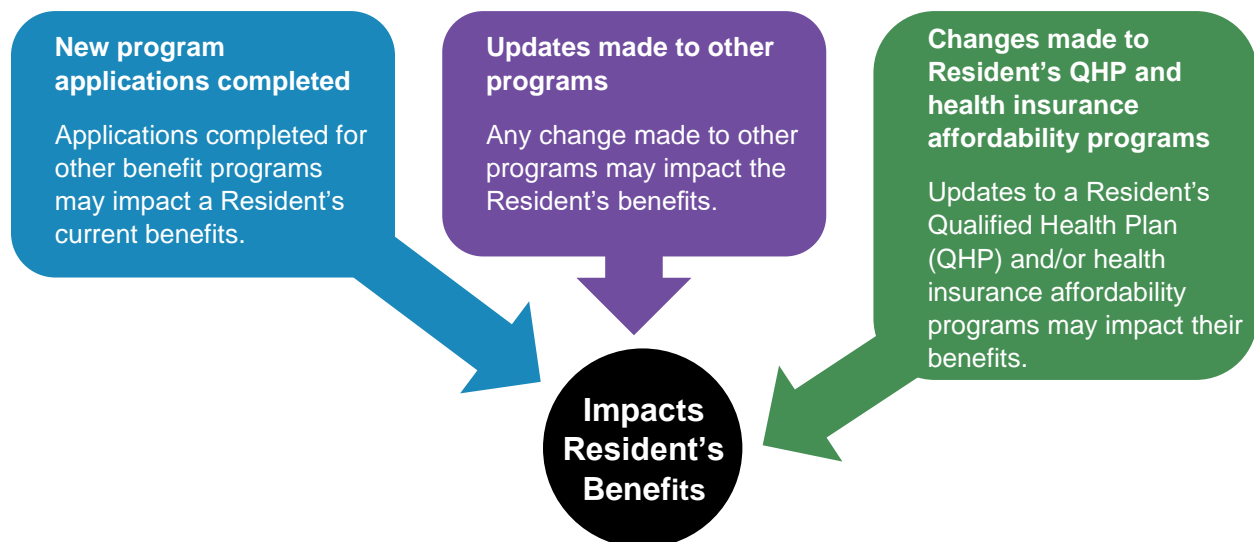 New program
applications completed
Applications completed for
other benefit programs
may impact a Resident’s
current benefits.
Updates made to other
programs
Any change made to other
programs may impact the
Resident’s benefits.
Changes made to
Resident’s QHP and
health insurance
affordability programs
Updates to a Resident’s
Qualified Health Plan
(QHP) and/or health
insurance affordability
programs may impact their
benefits.
Impacts
Resident’s
Benefits